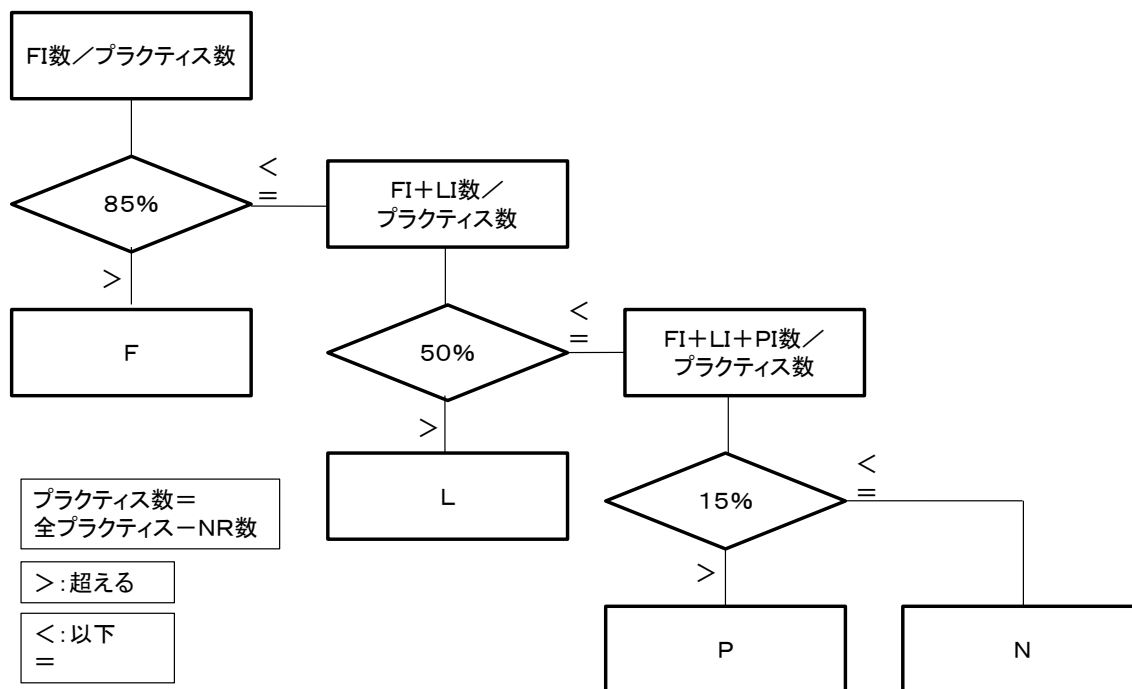 FI数/プラクティス数
85%
<
=
>
F
FI+LI数/
プラクティス数
50%
<
=
>
L
FI+LI+PI数/
プラクティス数
15%
<
=
>
P
N
プラクティス数=
全プラクティス-NR数
>:超える
<:以下
=